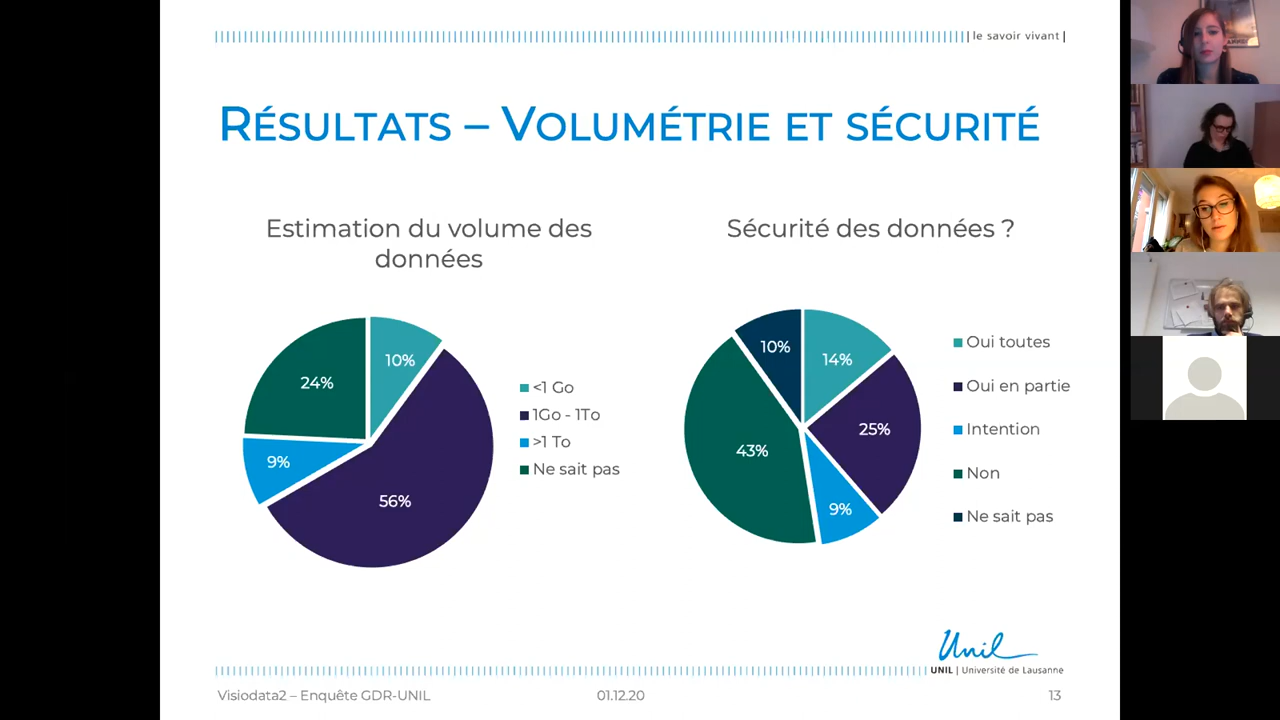 | le savoir vivant |
RÉSULTATS – VOLUMÉTRIE ET SÉCURITÉ
Estimation du volume des
données
10%
56%
9%
24%
<1 Go
1Go - 1To
>1 To
Ne sait pas
Sécurité des données ?
14%
25%
9%
43%
10%
Oui toutes
Oui en partie
Intention
Non
Ne sait pas
Unil
UNIL | Université de Lausanne
Visiodata2 – Enquête GDR-UNIL
01.12.20
13